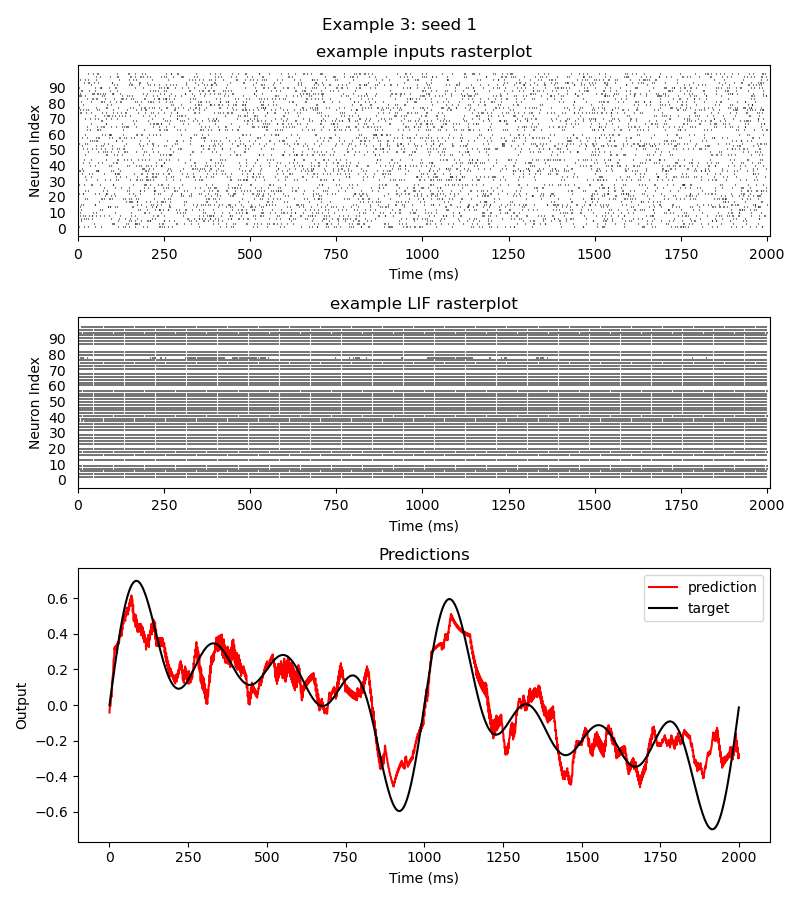 Example 3: seed 1
example inputs rasterplot
Neuron Index
90
80
70
60
50
40
30
20
10
0
0 250 500 750 1000 1250 1500 1750 2000
Time (ms)
example LIF rasterplot
Neuron Index
90
80
70
60
50
40
30
20
10
0
0 250 500 750 1000 1250 1500 1750 2000
Time (ms)
Predictions
Output
0.6
0.4
0.2
0.0
−0.2
−0.4
−0.6
prediction
target
0 250 500 750 1000 1250 1500 1750 2000
Time (ms)